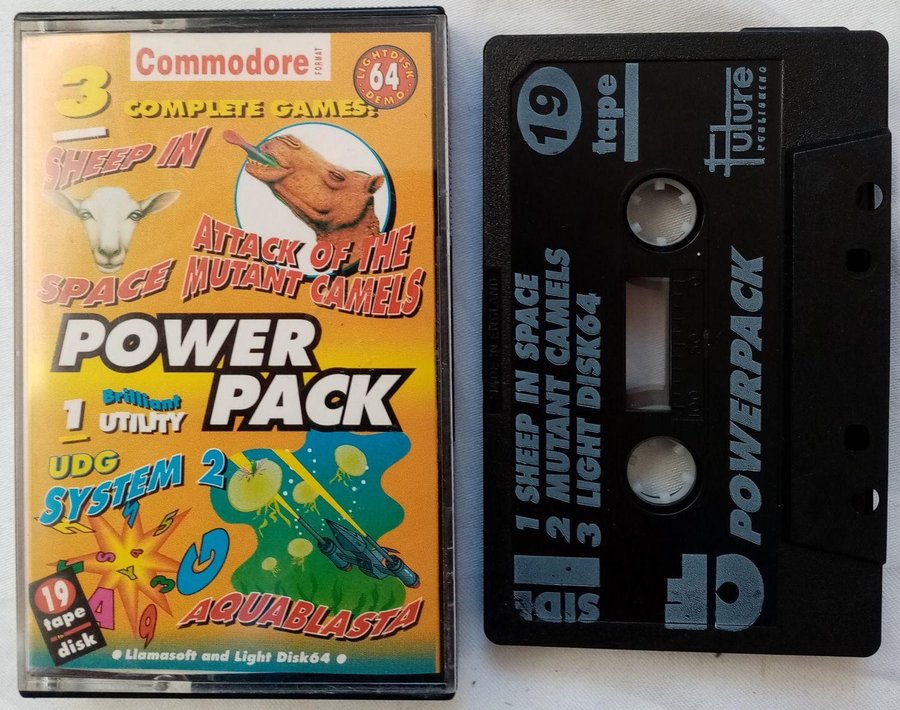 Commodore
FORMAT
LIGHTDISK
64
DEMO
3 COMPLETE GAMES!
SHEEP IN
SPACE
ATTACK OF THE
MUTANT CAMELS
POWER
PACK
1 Brilliant
UTILITY
UDG
SYSTEM 2
AQUABLASTA
19
tape
to
disk
• Llamasoft and Light Disk64 •
19
tape
future
PUBLISHING
1 SHEEP IN SPACE
2 MUTANT CAMELS
3 LIGHT DISK64
POWERPACK